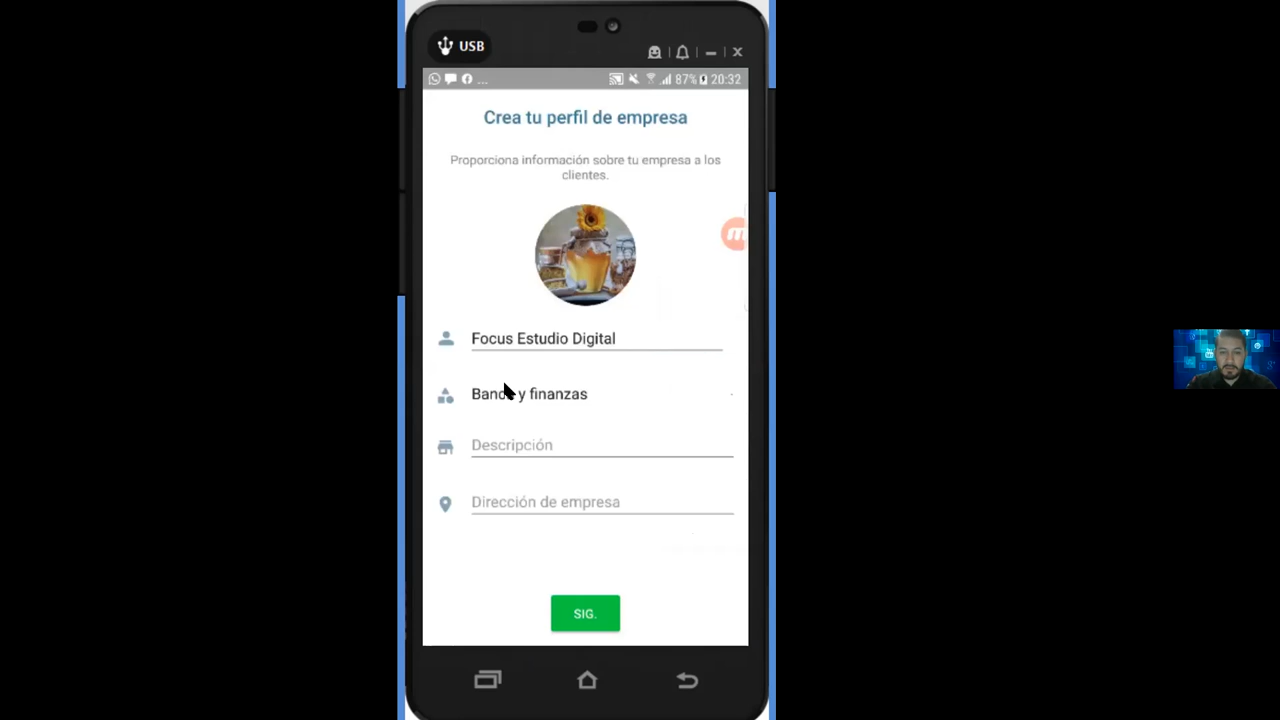 USB
... 87% 20:32
Crea tu perfil de empresa
Proporciona información sobre tu empresa a los
clientes.
Focus Estudio Digital
y finanzas
Descripción
Dirección de empresa
SIG.